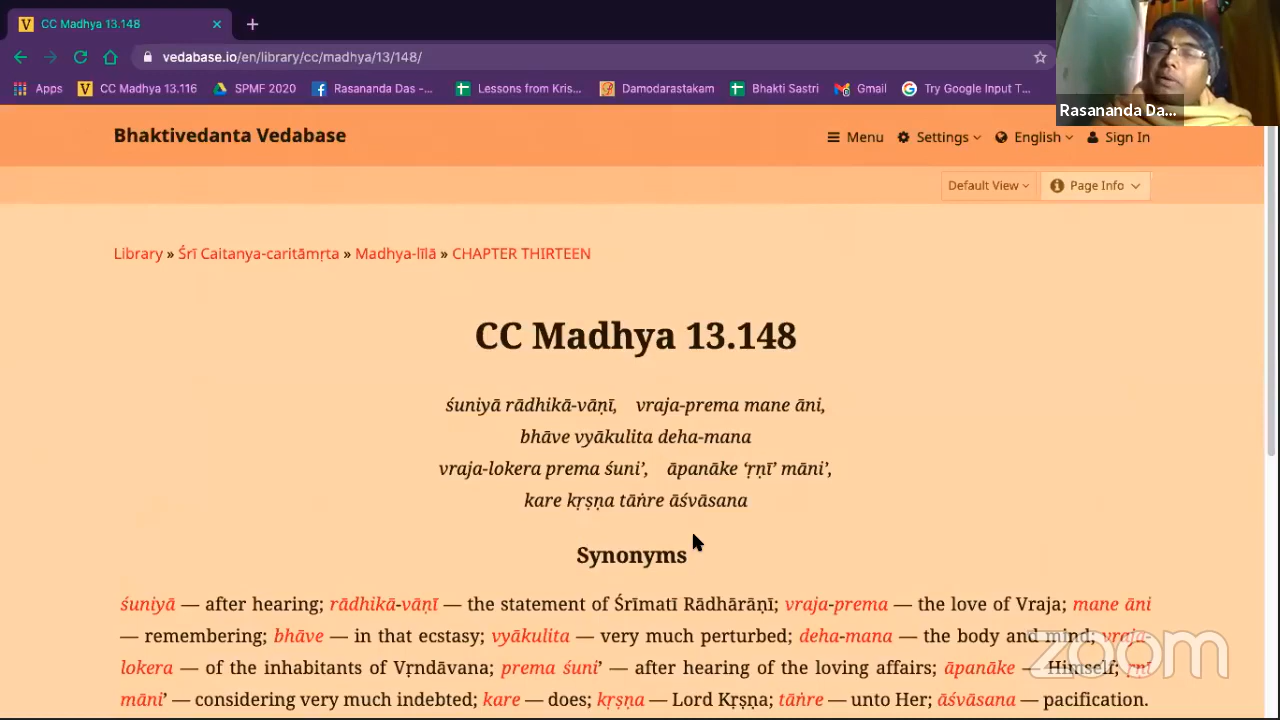 CC Madhya 13.148
vedabase.io/en/library/cc/madhya/13/148/
Apps CC Madhya 13.116 SPMF 2020 Rasananda Das -... Lessons from Kris... Damodarastakam Bhakti Sastri Gmail Try Google Input T...
Rasananda Da...
Bhaktivedanta Vedabase
Menu Settings English Sign In
Default View Page Info
Library » Śrī Caitanya-caritāmṛta » Madhya-līlā » CHAPTER THIRTEEN
CC Madhya 13.148
śuniyā rādhikā-vāṇī, vraja-prema mane āni,
bhāve vyākulita deha-mana
vraja-lokera prema śuni’, āpanāke ‘ṛṇī’ māni’,
kare kṛṣṇa tāṅre āśvāsana
Synonyms
śuniyā — after hearing; rādhikā-vāṇī — the statement of Śrīmatī Rādhārāṇī; vraja-prema — the love of Vraja; mane āni
— remembering; bhāve — in that ecstasy; vyākulita — very much perturbed; deha-mana — the body and mind; vraja-
lokera — of the inhabitants of Vṛndāvana; prema śuni’ — after hearing of the loving affairs; āpanāke — Himself; ṛṇī
māni’ — considering very much indebted; kare — does; kṛṣṇa — Lord Kṛṣṇa; tāṅre — unto Her; āśvāsana — pacification.
zoom